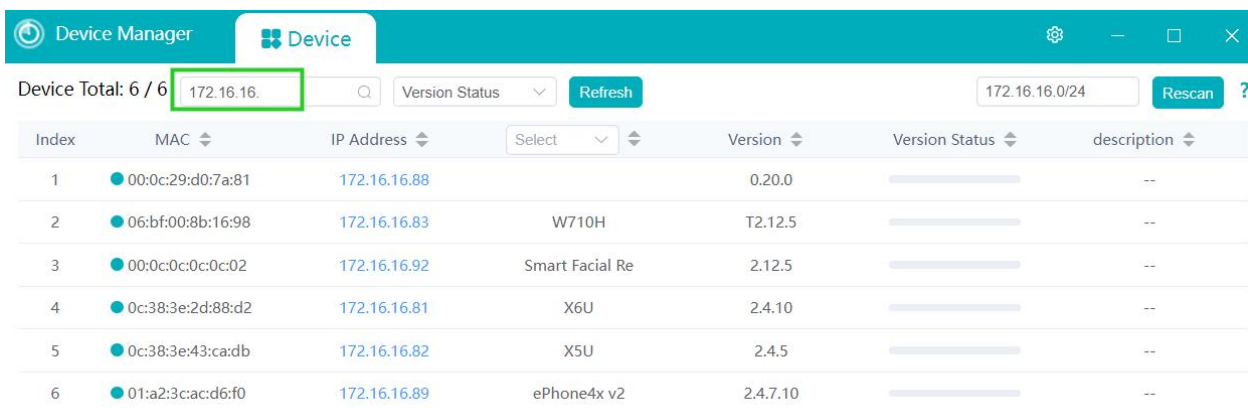 Device Manager Device
Device Total: 6 / 6 172.16.16. Version Status Refresh 172.16.16.0/24 Rescan ?
Index MAC IP Address Select Version Version Status description
1 00:0c:29:d0:7a:81 172.16.16.88 0.20.0 --
2 06:bf:00:8b:16:98 172.16.16.83 W710H T2.12.5 --
3 00:0c:0c:0c:0c:02 172.16.16.92 Smart Facial Re 2.12.5 --
4 0c:38:3e:2d:88:d2 172.16.16.81 X6U 2.4.10 --
5 0c:38:3e:43:ca:db 172.16.16.82 X5U 2.4.5 --
6 01:a2:3c:ac:d6:f0 172.16.16.89 ePhone4x v2 2.4.7.10 --